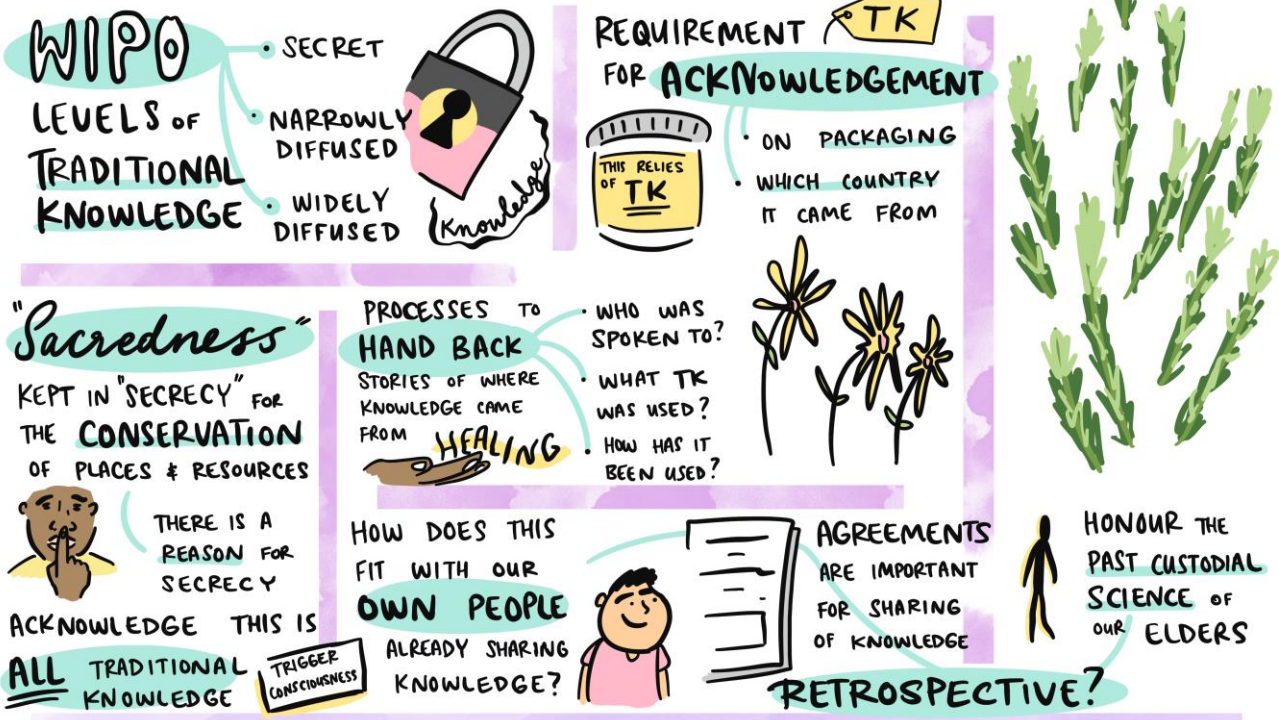 WIPO
LEVELS OF
TRADITIONAL
KNOWLEDGE
• SECRET
• NARROWLY
DIFFUSED
• WIDELY
DIFFUSED
Knowledge
REQUIREMENT
TK
FOR ACKNOWLEDGEMENT
• ON PACKAGING
• WHICH COUNTRY
IT CAME FROM
THIS RELIES
OF TK
"Sacredness"
KEPT IN "SECRECY" FOR
THE CONSERVATION
OF PLACES & RESOURCES
THERE IS A
REASON FOR
SECRECY
ACKNOWLEDGE THIS IS
ALL TRADITIONAL
KNOWLEDGE
TRIGGER
CONSCIOUSNESS
PROCESSES TO
HAND BACK
STORIES OF WHERE
KNOWLEDGE CAME
FROM
HEALING
• WHO WAS
SPOKEN TO?
• WHAT TK
WAS USED?
• HOW HAS IT
BEEN USED?
HOW DOES THIS
FIT WITH OUR
OWN PEOPLE
ALREADY SHARING
KNOWLEDGE?
AGREEMENTS
ARE IMPORTANT
FOR SHARING
OF KNOWLEDGE
RETROSPECTIVE?
HONOUR THE
PAST CUSTODIAL
SCIENCE OF
OUR ELDERS